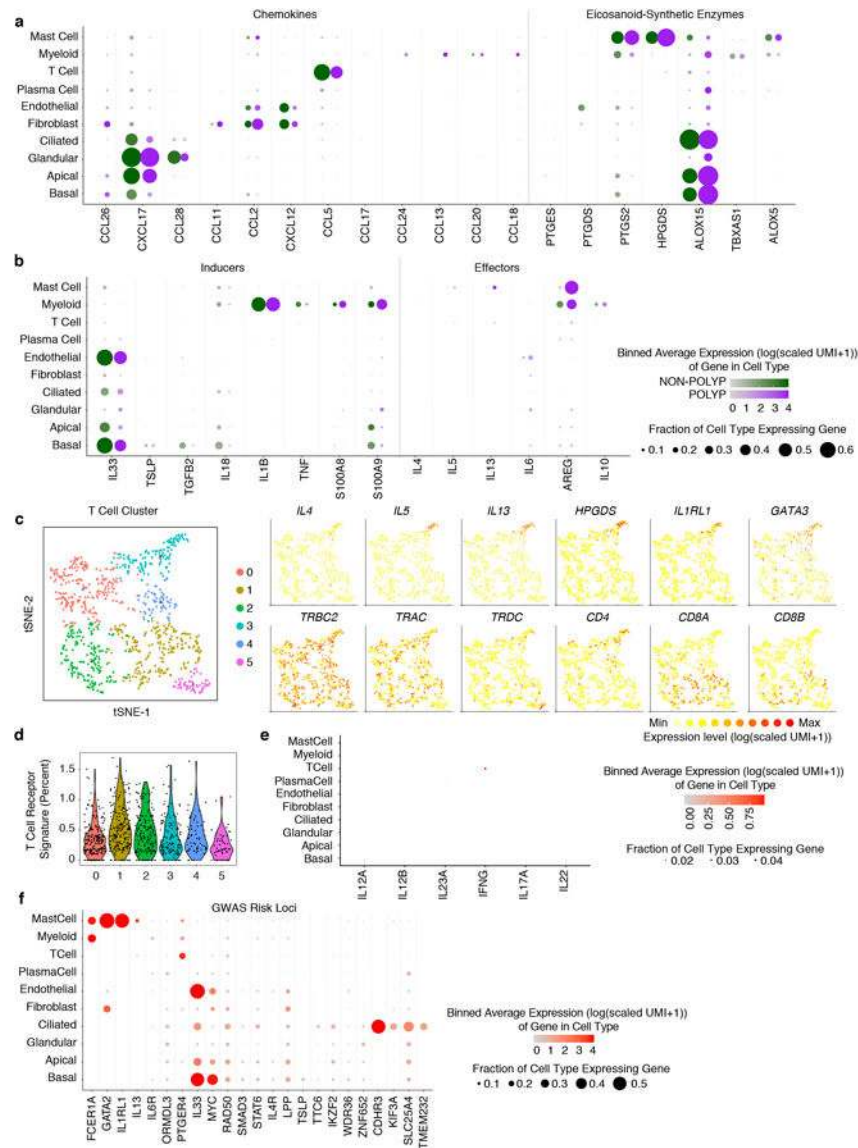 a
Chemokines
Eicosanoid-Synthetic Enzymes
Mast Cell
Myeloid
T Cell
Plasma Cell
Endothelial
Fibroblast
Ciliated
Glandular
Apical
Basal
CCL26
CXCL17
CCL28
CCL11
CCL2
CXCL12
CCL5
CCL17
CCL24
CCL13
CCL20
CCL18
PTGES
PTGDS
PTGS2
HPGDS
ALOX15
TBXAS1
ALOX5
b
Inducers
Effectors
Mast Cell
Myeloid
T Cell
Plasma Cell
Endothelial
Fibroblast
Ciliated
Glandular
Apical
Basal
IL33
TSLP
TGFB2
IL18
IL1B
TNF
S100A8
S100A9
IL4
IL5
IL13
IL6
AREG
IL10
Binned Average Expression (log(scaled UMI+1))
of Gene in Cell Type
NON-POLYP
POLYP
0 1 2 3 4
Fraction of Cell Type Expressing Gene
0.1 0.2 0.3 0.4 0.5 0.6
c
T Cell Cluster
tSNE-2
tSNE-1
0
1
2
3
4
5
IL4 IL5 IL13 HPGDS IL1RL1 GATA3
TRBC2 TRAC TRDC CD4 CD8A CD8B
Min Max
Expression level (log(scaled UMI+1))
d
T Cell Receptor
Signature (Percent)
1.5
1.0
0.5
0
0 1 2 3 4 5
e
MastCell
Myeloid
TCell
PlasmaCell
Endothelial
Fibroblast
Ciliated
Glandular
Apical
Basal
IL12A
IL12B
IL23A
IFNG
IL17A
IL22
Binned Average Expression (log(scaled UMI+1))
of Gene in Cell Type
0.00
0.25
0.50
0.75
Fraction of Cell Type Expressing Gene
0.02 0.03 0.04
f
GWAS Risk Loci
MastCell
Myeloid
TCell
PlasmaCell
Endothelial
Fibroblast
Ciliated
Glandular
Apical
Basal
FCER1A
GATA2
IL1RL1
IL13
IL6R
ORMDL3
PTGER4
IL33
MYC
RAD50
SMAD3
STAT6
IL4R
LPP
TSLP
TTC6
IKZF2
WDR36
ZNF652
CDHR3
KIF3A
SLC25A4
TMEM232
Binned Average Expression (log(scaled UMI+1))
of Gene in Cell Type
0 1 2 3 4
Fraction of Cell Type Expressing Gene
0.1 0.2 0.3 0.4 0.5